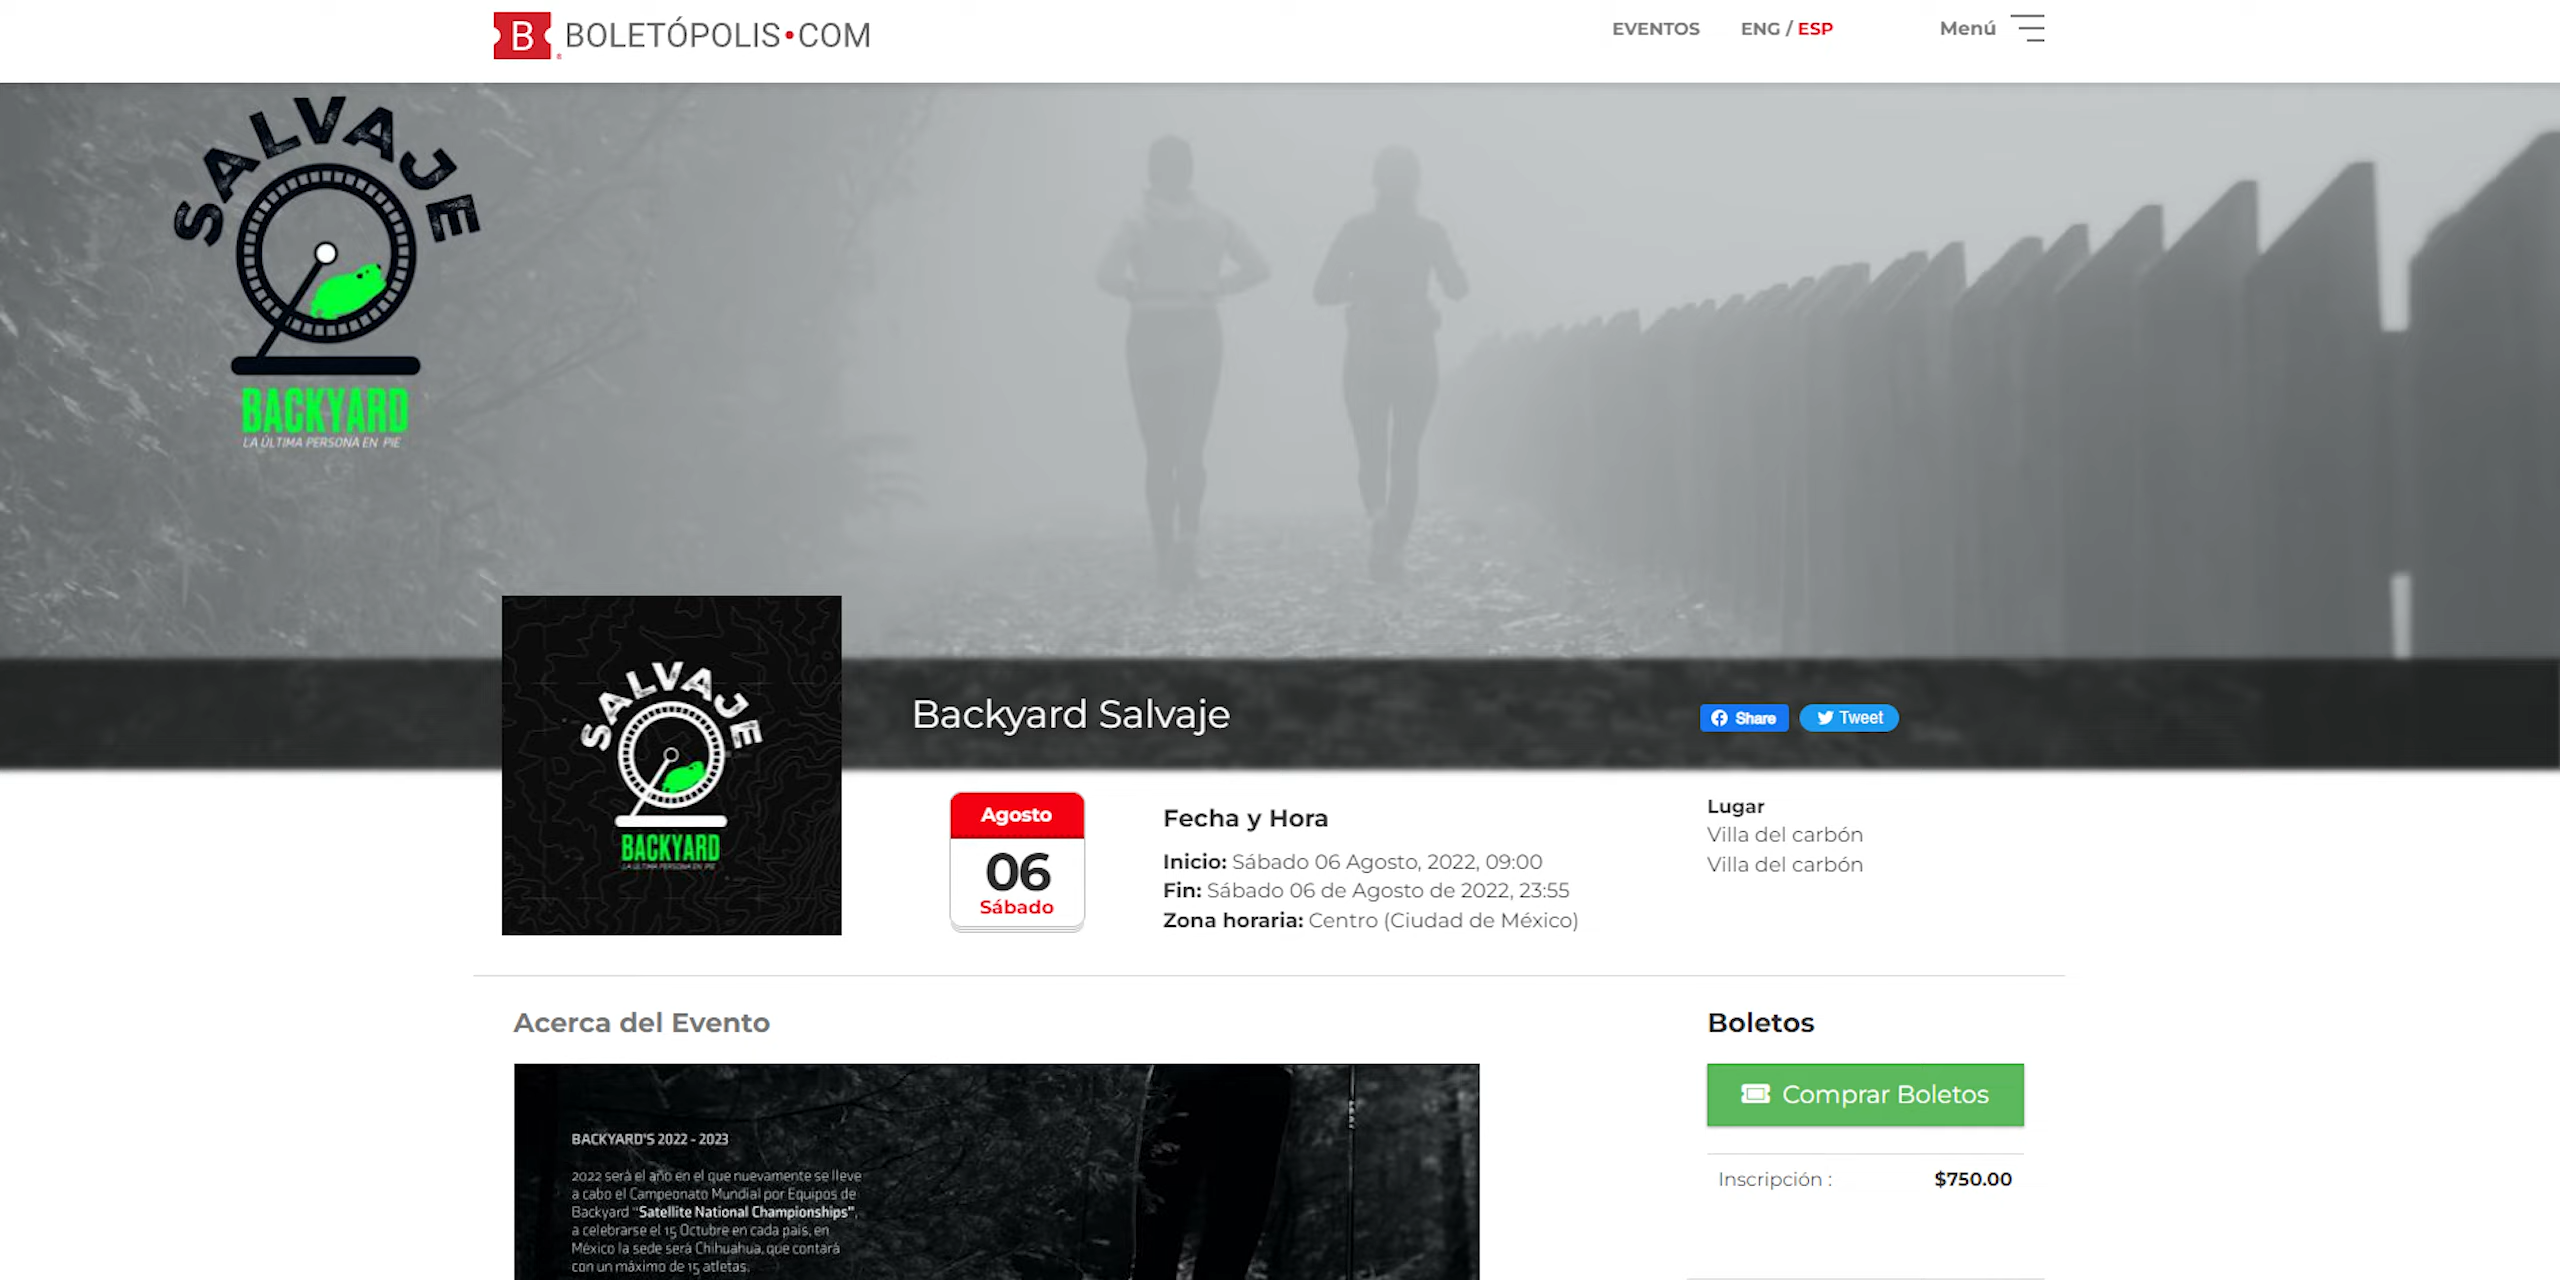 B BOLETÓPOLIS•COM
EVENTOS
ENG / ESP
Menú
SALVAJE
BACKYARD
LA ÚLTIMA PERSONA EN PIE
SALVAJE
BACKYARD
LA ÚLTIMA PERSONA EN PIE
Backyard Salvaje
Share
Tweet
Agosto
06
Sábado
Fecha y Hora
Inicio: Sábado 06 Agosto, 2022, 09:00
Fin: Sábado 06 de Agosto de 2022, 23:55
Zona horaria: Centro (Ciudad de México)
Lugar
Villa del carbón
Villa del carbón
Acerca del Evento
BACKYARD'S 2022 - 2023
2022 será el año en el que nuevamente se lleve
a cabo el Campeonato Mundial por Equipos de
Backyard "Satellite National Championships",
a celebrarse el 15 Octubre en cada país, en
México la sede será Chihuahua, que contará
con un máximo de 15 atletas.
Boletos
Comprar Boletos
Inscripción :
$750.00